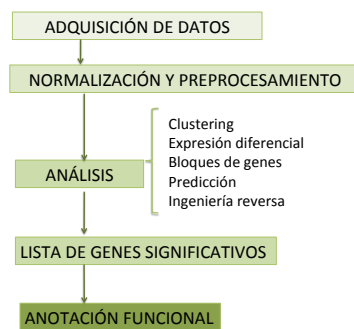 ADQUISICIÓN DE DATOS
NORMALIZACIÓN Y PREPROCESAMIENTO
Clustering
Expresión diferencial
Bloques de genes
Predicción
Ingeniería reversa
ANÁLISIS
LISTA DE GENES SIGNIFICATIVOS
ANOTACIÓN FUNCIONAL